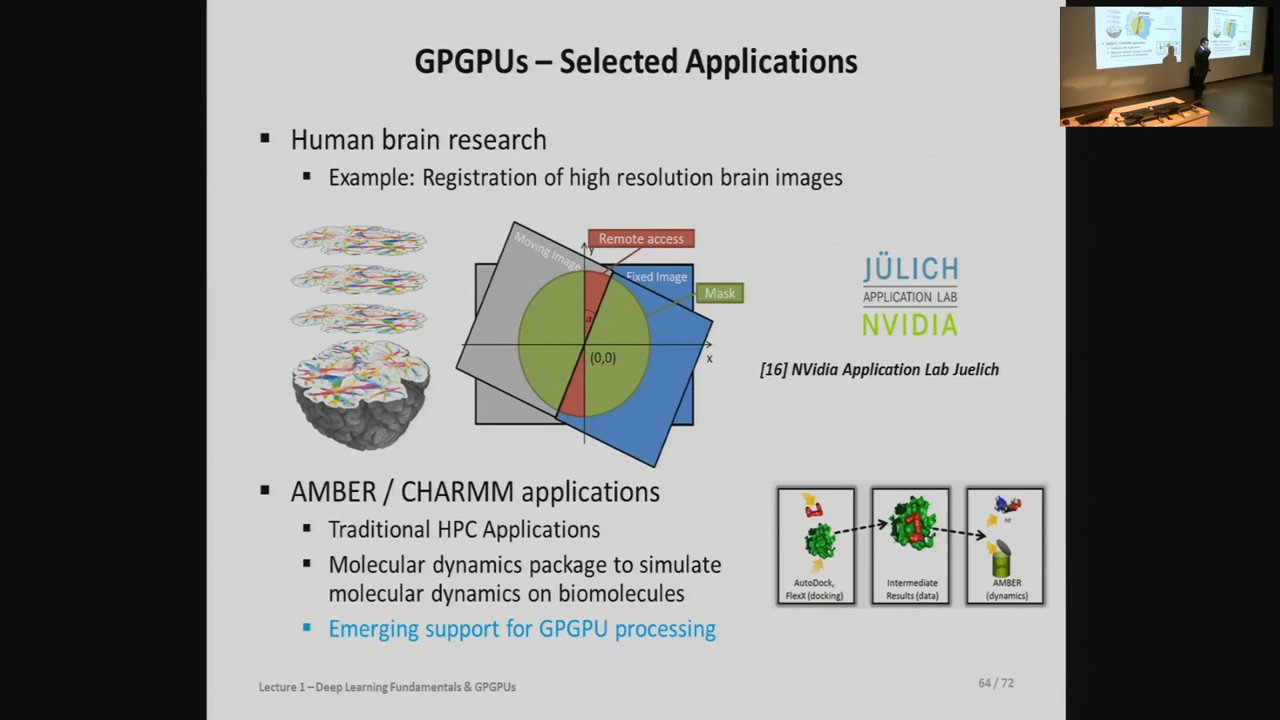 GPGPUs – Selected Applications
▪ Human brain research
▪ Example: Registration of high resolution brain images
Moving Image
y
Remote access
Fixed Image
Mask
α
(0,0)
x
JÜLICH
APPLICATION LAB
NVIDIA
[16] NVidia Application Lab Juelich
▪ AMBER / CHARMM applications
▪ Traditional HPC Applications
▪ Molecular dynamics package to simulate
molecular dynamics on biomolecules
▪ Emerging support for GPGPU processing
AutoDock,
FlexX (docking)
Intermediate
Results (data)
AMBER
(dynamics)
Lecture 1 – Deep Learning Fundamentals & GPGPUs
64 / 72